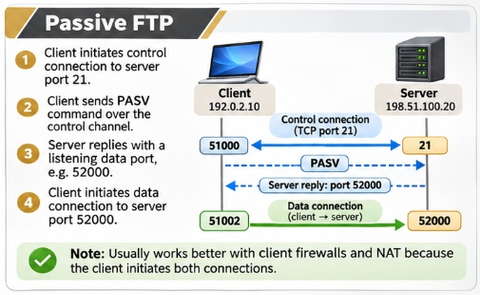 Passive FTP
1
Client initiates control
connection to server
port 21.
2
Client sends PASV
command over the
control channel.
3
Server replies with a
listening data port,
e.g. 52000.
4
Client initiates data
connection to server
port 52000.
Client
192.0.2.10
Server
198.51.100.20
Control connection
(TCP port 21)
51000
21
PASV
Server reply: port 52000
Data connection
(client → server)
51002
52000
Note: Usually works better with client firewalls and NAT because
the client initiates both connections.